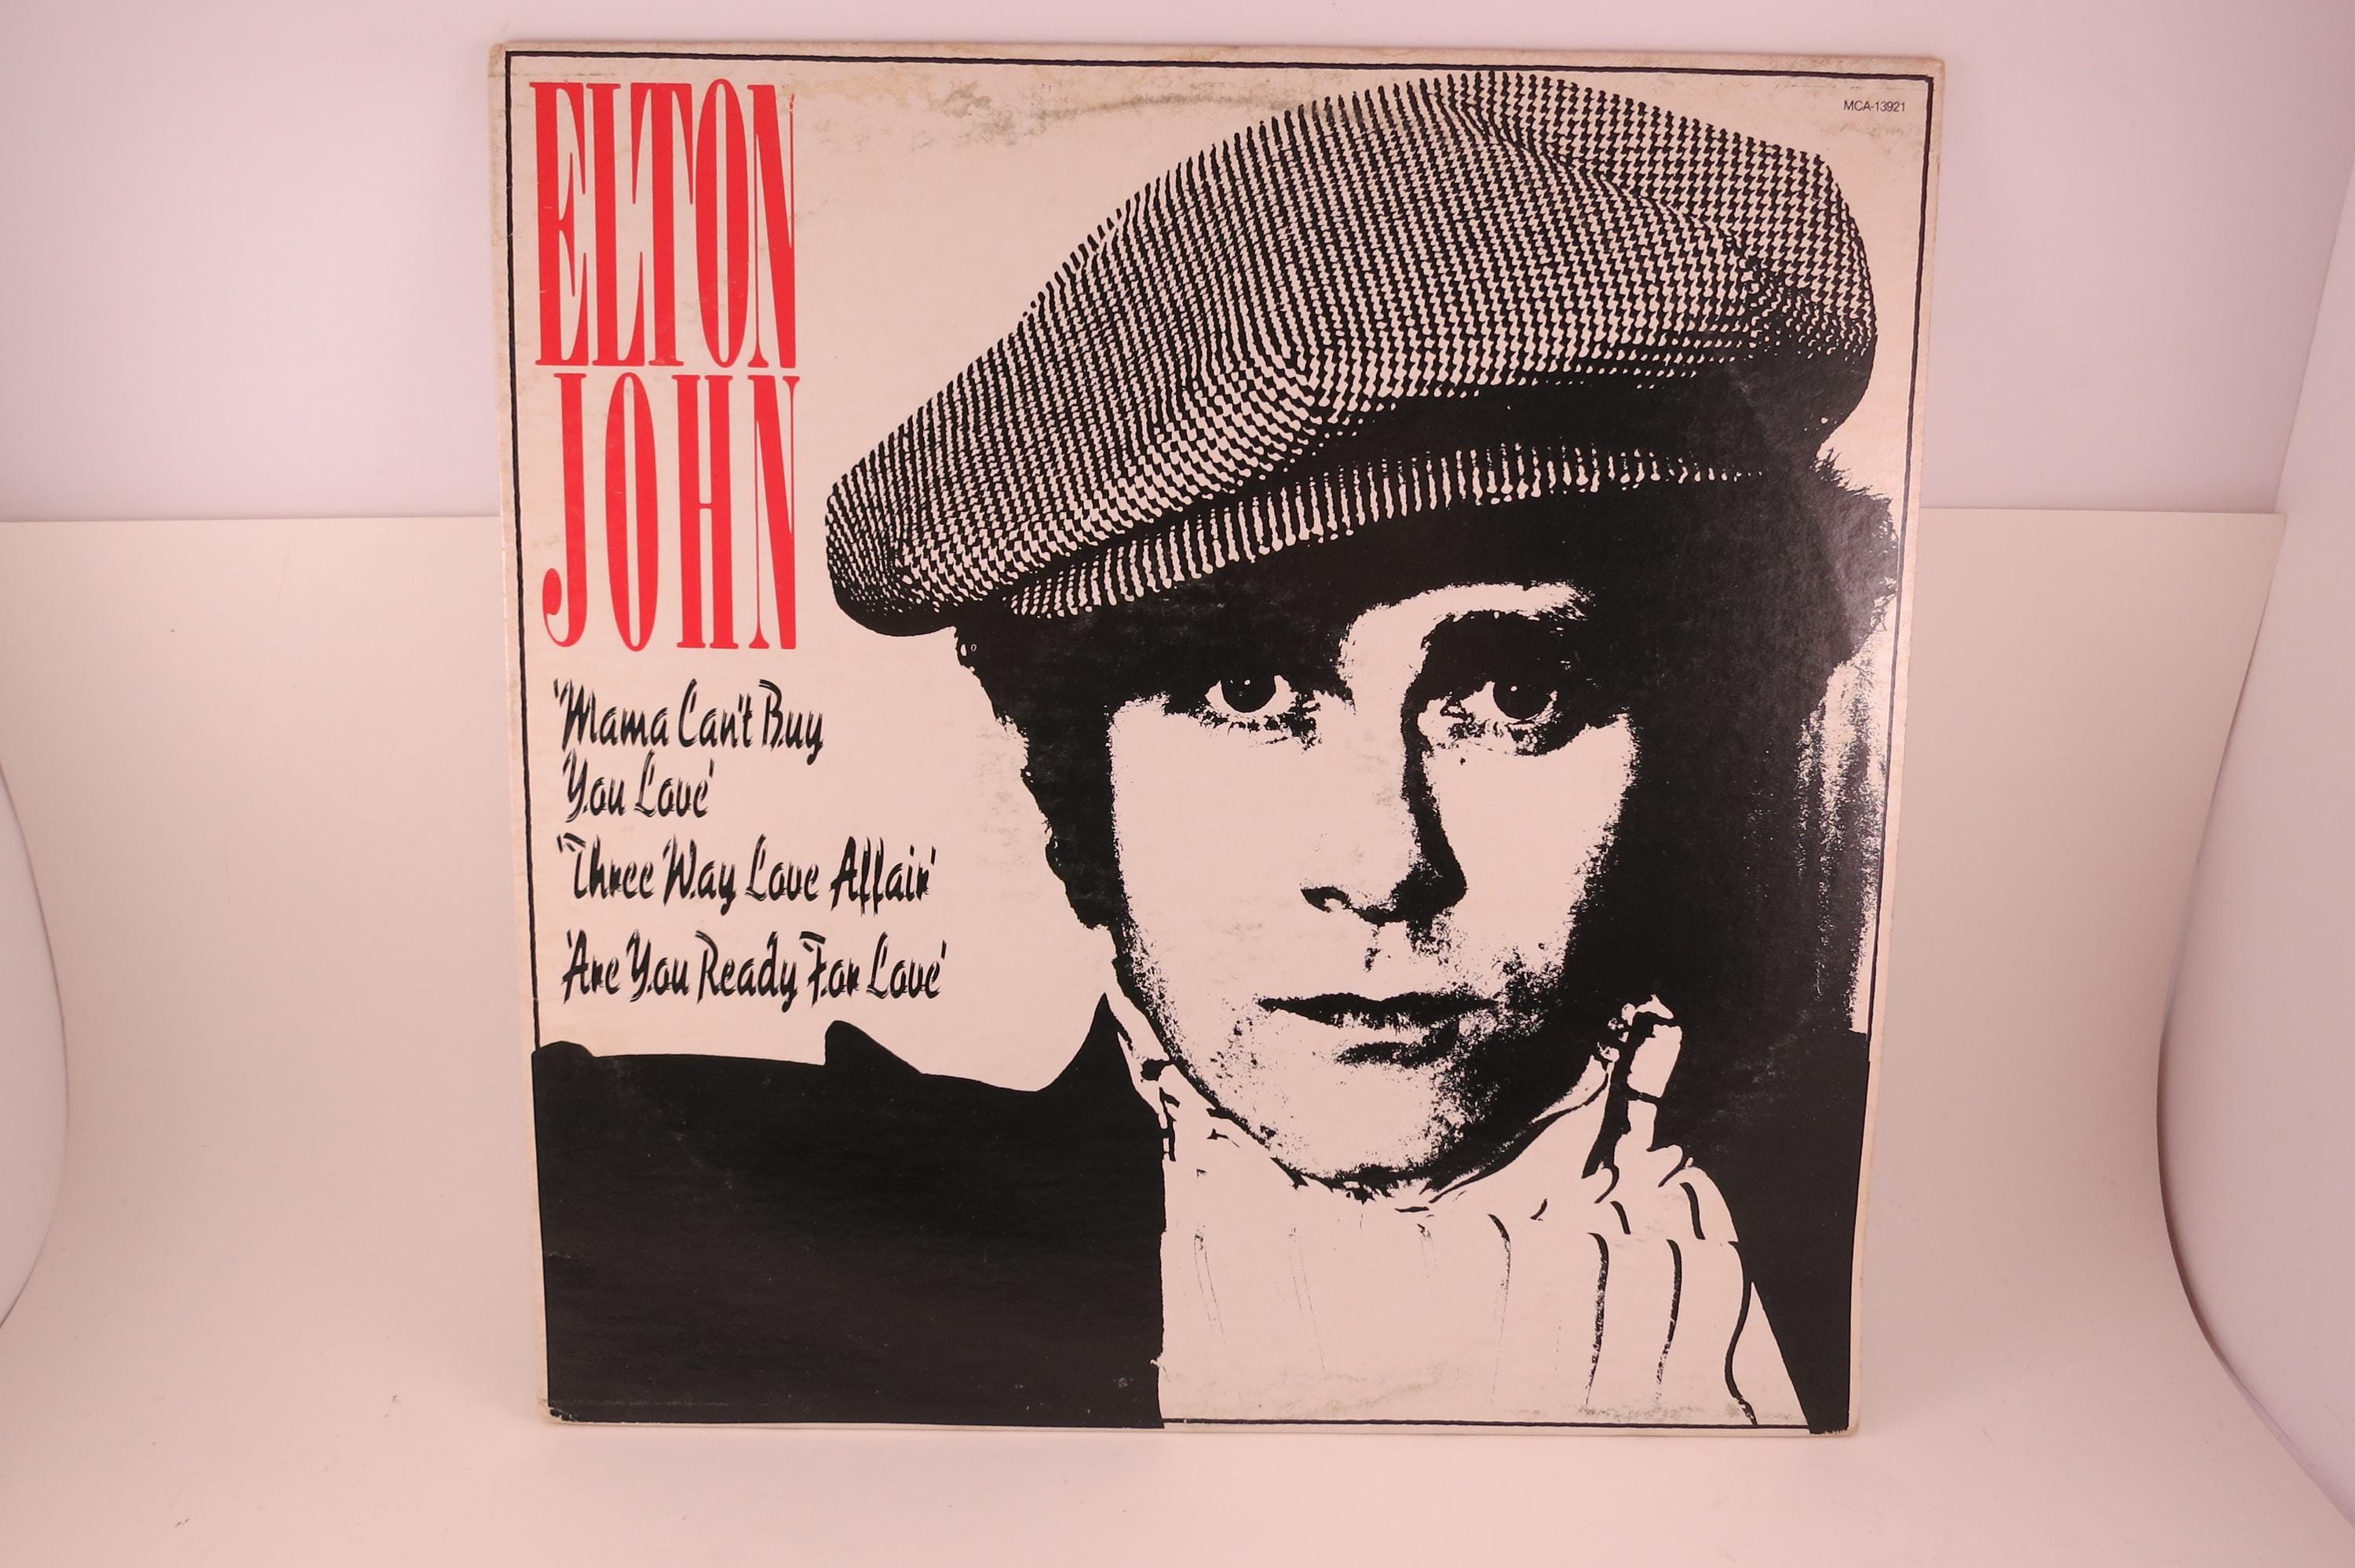 ELTON
JOHN
MCA-13921
'Mama Can't Buy
You Love'
'Three Way Love Affair'
'Are You Ready For Love'